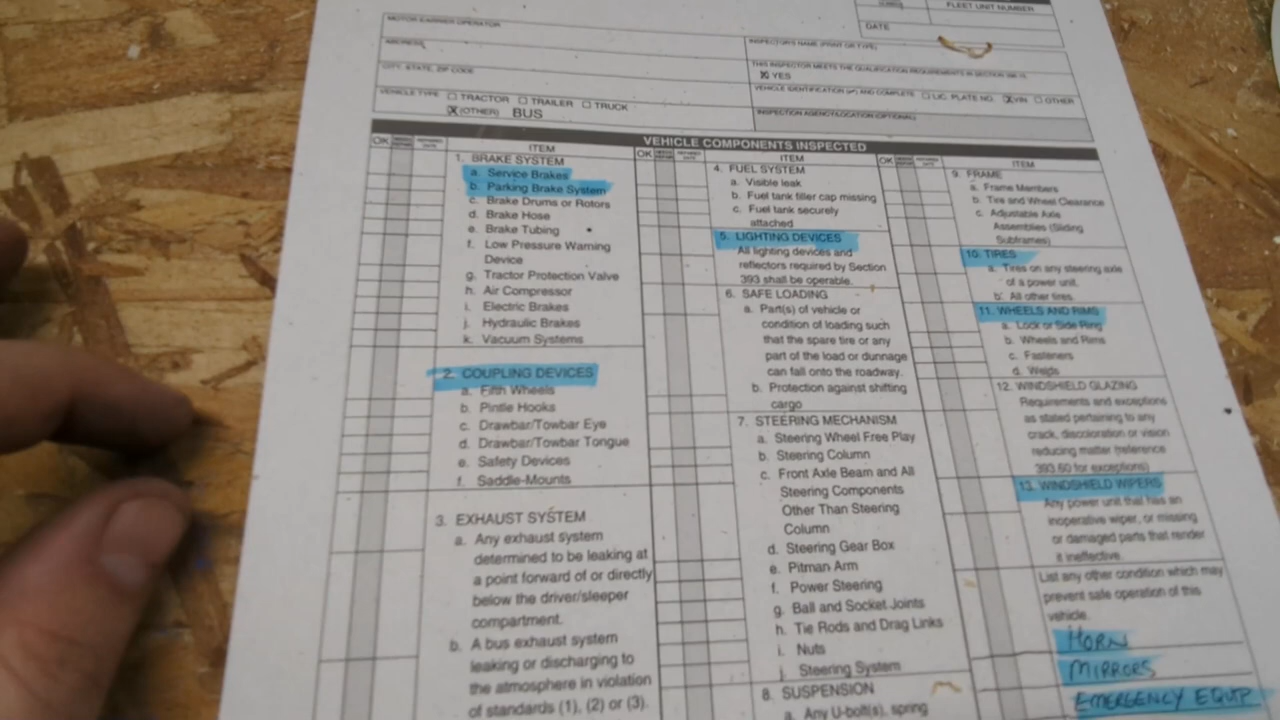 FLEET UNIT NUMBER
DATE
MOTOR CARRIER OPERATOR
INSPECTOR'S NAME (PRINT OR TYPE)
ADDRESS
THIS INSPECTOR MEETS THE QUALIFICATION REQUIREMENTS IN SECTION
X YES
CITY, STATE, ZIP CODE
VEHICLE IDENTIFICATION AND COMPLETE LIC. PLATE NO. X VIN OTHER
VEHICLE TYPE TRACTOR TRAILER TRUCK
X (OTHER) BUS
INSPECTION AGENCY/LOCATION (OPTIONAL)
VEHICLE COMPONENTS INSPECTED
OK ITEM
1. BRAKE SYSTEM
a. Service Brakes
b. Parking Brake System
c. Brake Drums or Rotors
d. Brake Hose
e. Brake Tubing
f. Low Pressure Warning
Device
g. Tractor Protection Valve
h. Air Compressor
i. Electric Brakes
j. Hydraulic Brakes
k. Vacuum Systems
2. COUPLING DEVICES
a. Fifth Wheels
b. Pintle Hooks
c. Drawbar/Towbar Eye
d. Drawbar/Towbar Tongue
e. Safety Devices
f. Saddle-Mounts
3. EXHAUST SYSTEM
a. Any exhaust system
determined to be leaking at
a point forward of or directly
below the driver/sleeper
compartment.
b. A bus exhaust system
leaking or discharging to
the atmosphere in violation
of standards (1), (2) or (3).
OK ITEM
4. FUEL SYSTEM
a. Visible leak
b. Fuel tank filler cap missing
c. Fuel tank securely
attached
5. LIGHTING DEVICES
All lighting devices and
reflectors required by Section
393 shall be operable.
6. SAFE LOADING
a. Part(s) of vehicle or
condition of loading such
that the spare tire or any
part of the load or dunnage
can fall onto the roadway.
b. Protection against shifting
cargo
7. STEERING MECHANISM
a. Steering Wheel Free Play
b. Steering Column
c. Front Axle Beam and All
Steering Components
Other Than Steering
Column
d. Steering Gear Box
e. Pitman Arm
f. Power Steering
g. Ball and Socket Joints
h. Tie Rods and Drag Links
i. Nuts
j. Steering System
8. SUSPENSION
a. Any U-bolt(s), spring
OK ITEM
9. FRAME
a. Frame Members
b. Tire and Wheel Clearance
c. Adjustable Axle
Assemblies (Sliding
Subframes)
10. TIRES
a. Tires on any steering axle
of a power unit.
b. All other tires.
11. WHEELS AND RIMS
a. Lock or Side Ring
b. Wheels and Rims
c. Fasteners
d. Welds
12. WINDSHIELD GLAZING
Requirements and exceptions
as stated pertaining to any
crack, discoloration or vision
reducing matter (reference
393.60 for exceptions)
13. WINDSHIELD WIPERS
Any power unit that has an
inoperative wiper, or missing
or damaged parts that render
it ineffective.
List any other condition which may
prevent safe operation of this
vehicle.
HORN
MIRRORS
EMERGENCY EQUIP